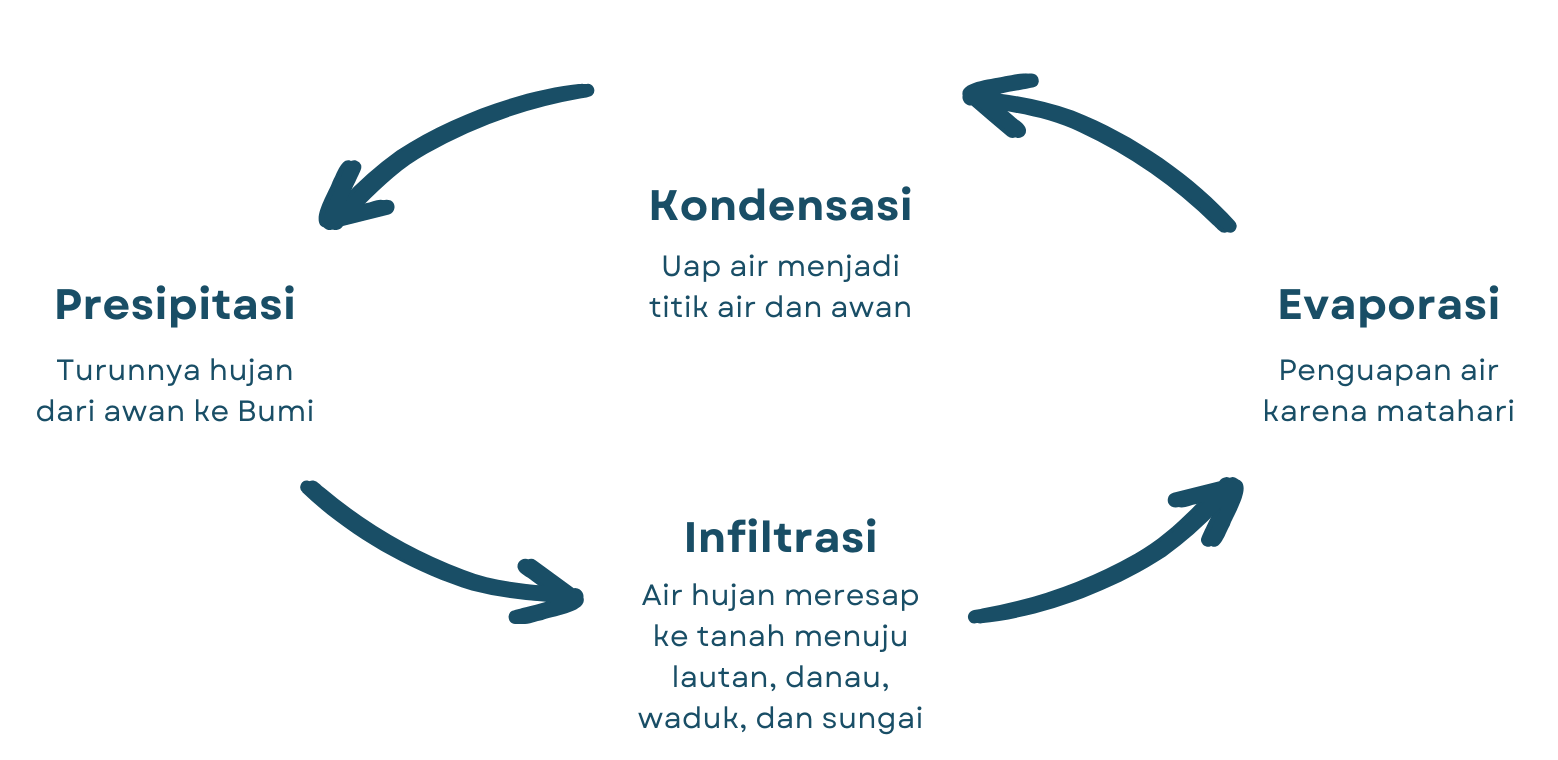 Kondensasi
Uap air menjadi
titik air dan awan
Presipitasi
Turunnya hujan
dari awan ke Bumi
Evaporasi
Penguapan air
karena matahari
Infiltrasi
Air hujan meresap
ke tanah menuju
lautan, danau,
waduk, dan sungai